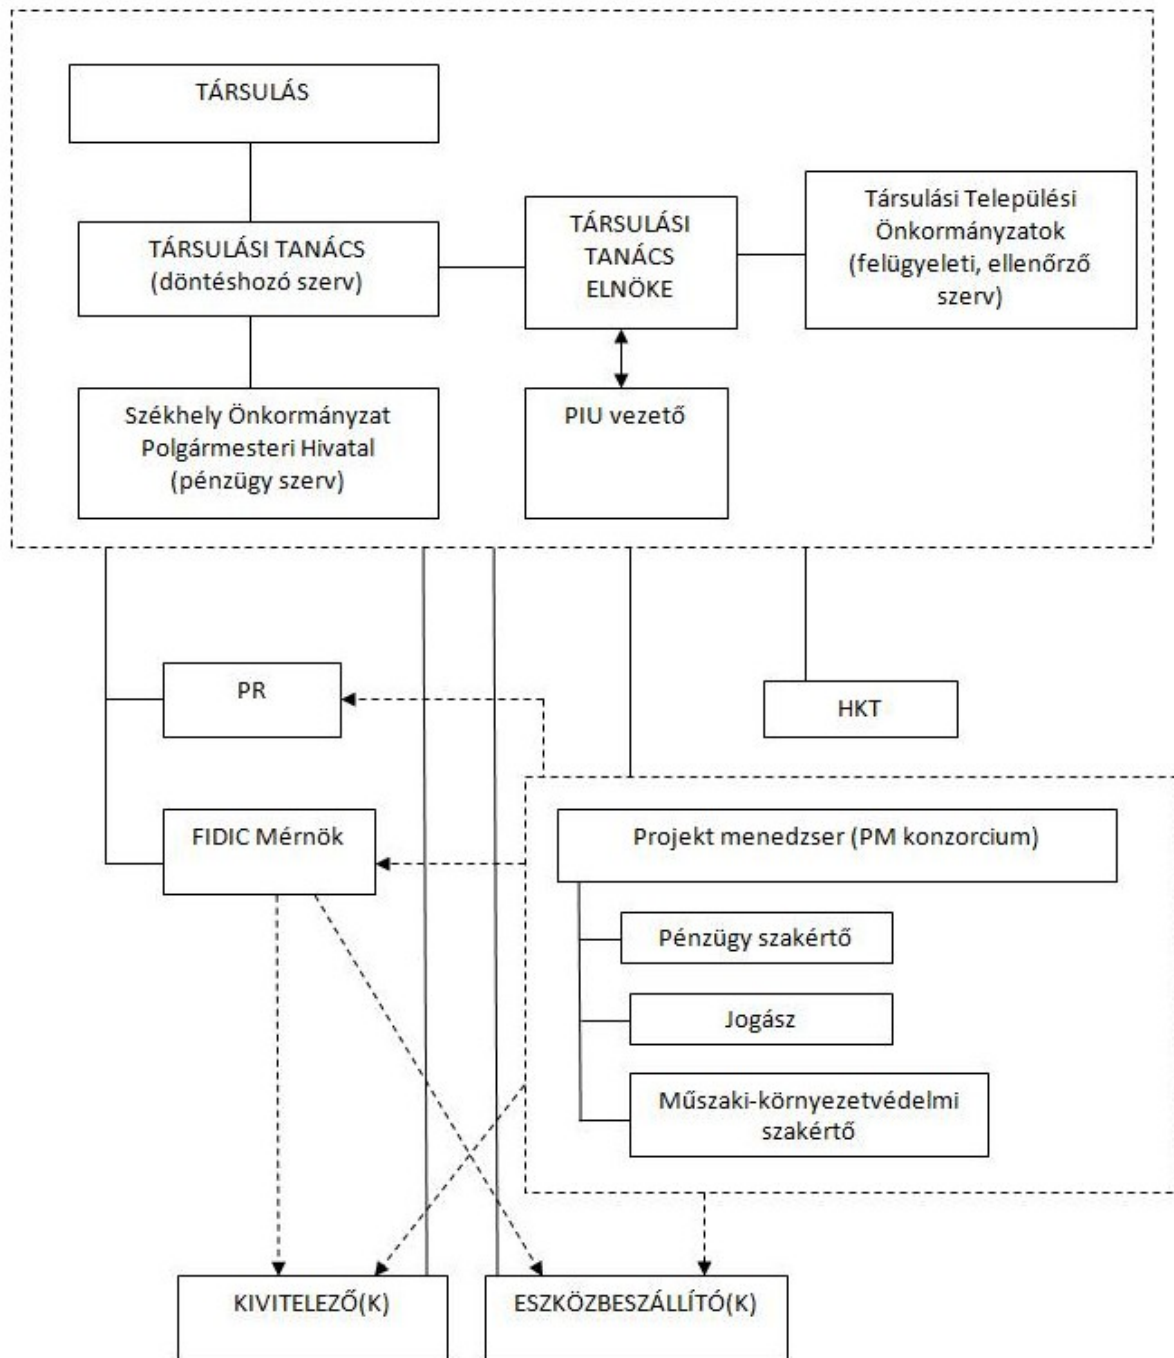 TÁRSULÁS
TÁRSULÁSI TANÁCS
(döntéshozó szerv)
TÁRSULÁSI
TANÁCS
ELNÖKE
Társulási Települési
Önkormányzatok
(felügyeleti, ellenőrző
szerv)
Székhely Önkormányzat
Polgármesteri Hivatal
(pénzügy szerv)
PIU vezető
PR
HKT
FIDIC Mérnök
Projekt menedzser (PM konzorcium)
Pénzügy szakértő
Jogász
Műszaki-környezetvédelmi
szakértő
KIVITELEZŐ(K)
ESZKÖZBESZÁLLÍTÓ(K)